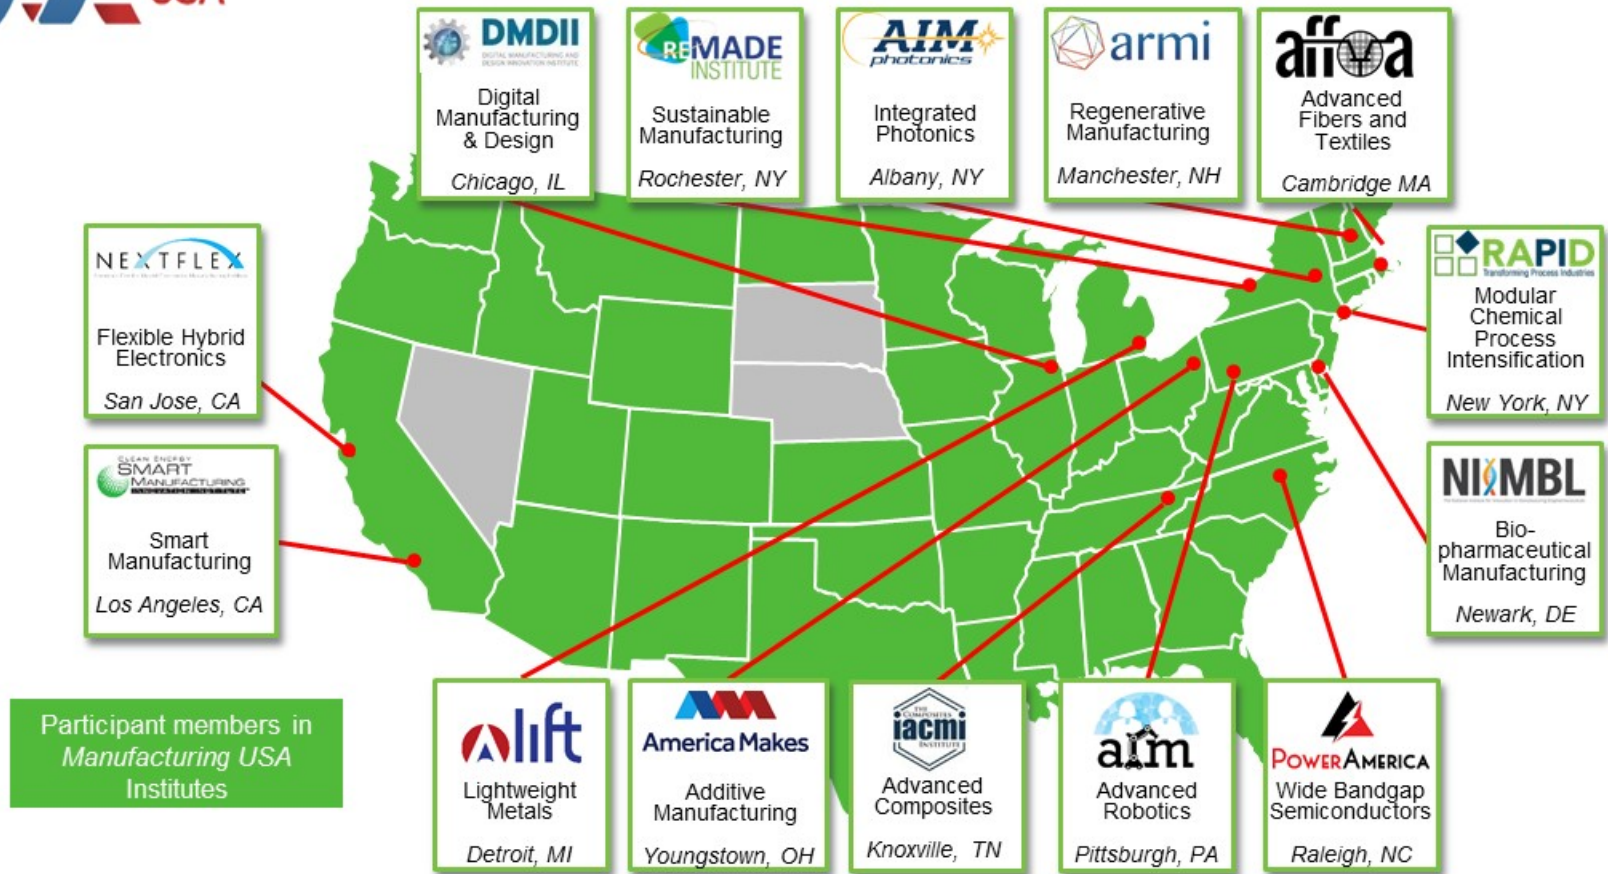 USA
DMDII
DIGITAL MANUFACTURING AND
DESIGN INNOVATION INSTITUTE
Digital
Manufacturing
& Design
Chicago, IL
REMADE
INSTITUTE
Sustainable
Manufacturing
Rochester, NY
AIM
photonics
Integrated
Photonics
Albany, NY
armi
Regenerative
Manufacturing
Manchester, NH
affoa
Advanced
Fibers and
Textiles
Cambridge MA
NEXTFLEX
Flexible Hybrid
Electronics
San Jose, CA
RAPID
Transforming Process Industries
Modular
Chemical
Process
Intensification
New York, NY
CLEAN ENERGY
SMART
MANUFACTURING
INNOVATION INSTITUTE
Smart
Manufacturing
Los Angeles, CA
NIIMBL
Bio-
pharmaceutical
Manufacturing
Newark, DE
Participant members in
Manufacturing USA
Institutes
lift
Lightweight
Metals
Detroit, MI
America Makes
Additive
Manufacturing
Youngstown, OH
THE
COMPOSITES
iacmi
INSTITUTE
Advanced
Composites
Knoxville, TN
arm
Advanced
Robotics
Pittsburgh, PA
POWERAMERICA
Wide Bandgap
Semiconductors
Raleigh, NC